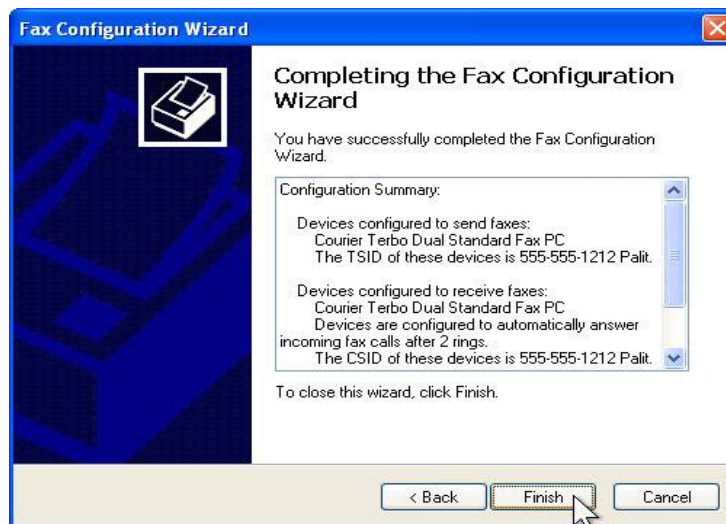 Fax Configuration Wizard
Completing the Fax Configuration
Wizard
You have successfully completed the Fax Configuration
Wizard.
Configuration Summary:
Devices configured to send faxes:
Courier Terbo Dual Standard Fax PC
The TSID of these devices is 555-555-1212 Palit.
Devices configured to receive faxes:
Courier Terbo Dual Standard Fax PC
Devices are configured to automatically answer
incoming fax calls after 2 rings.
The CSID of these devices is 555-555-1212 Palit.
To close this wizard, click Finish.
< Back Finish Cancel